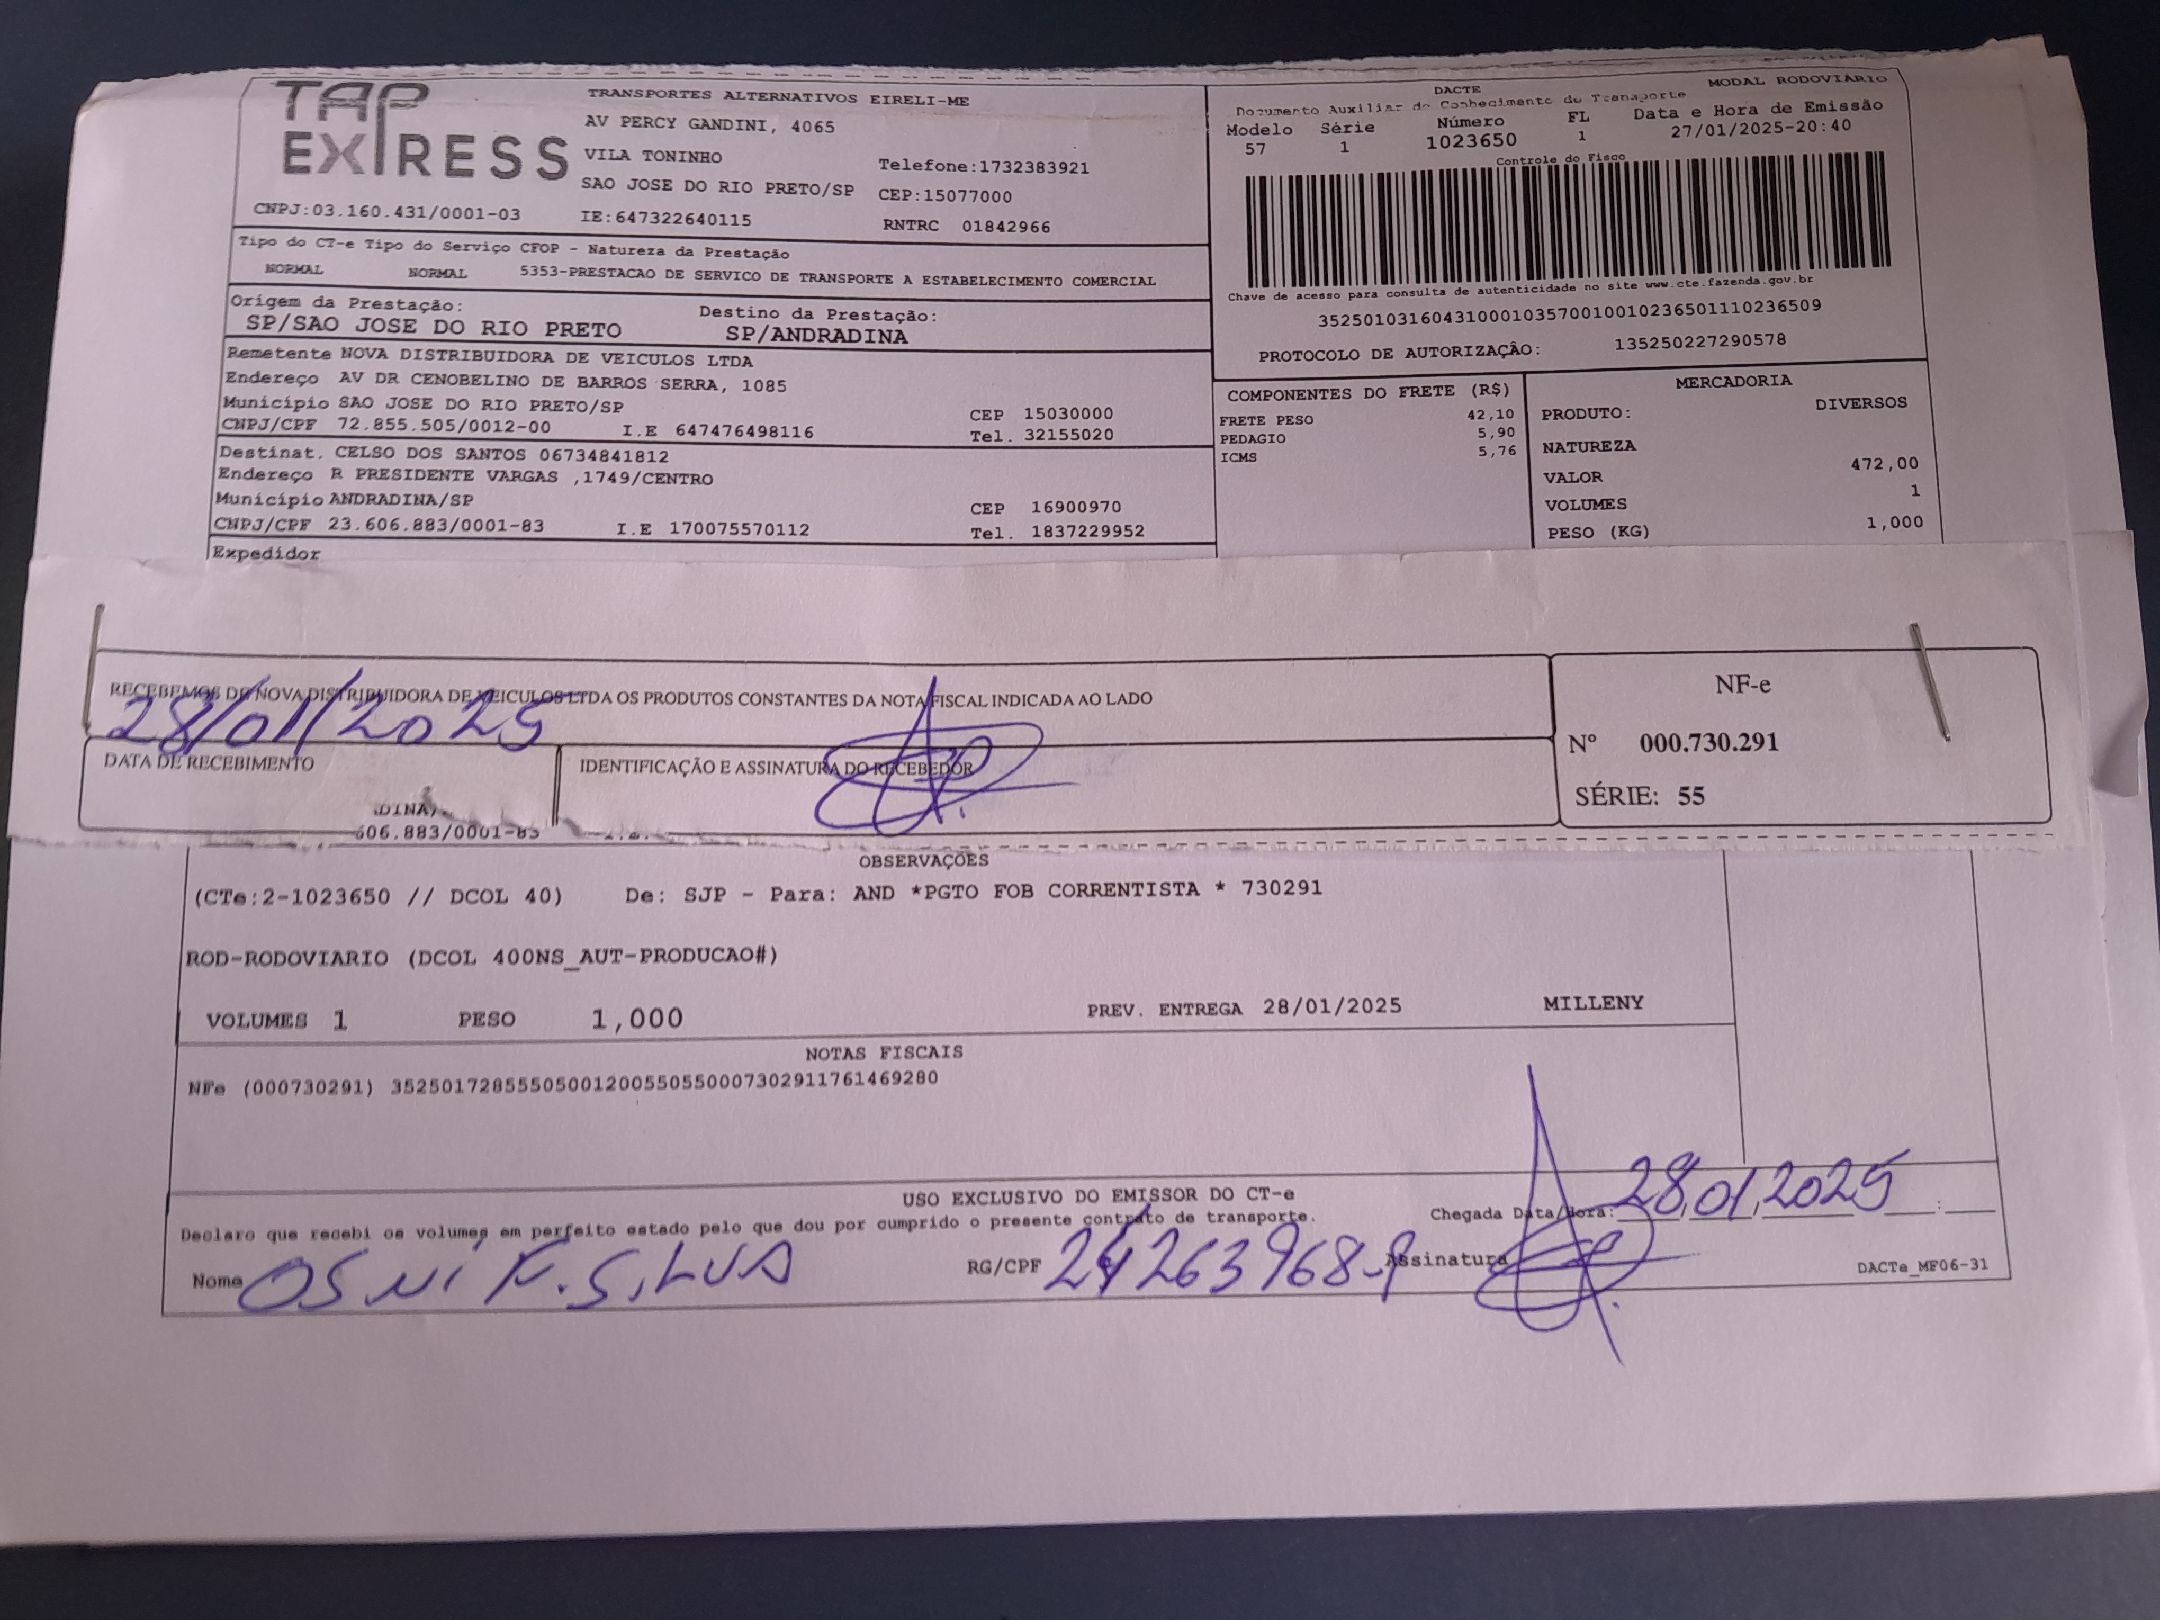 TAP EXPRESS
TRANSPORTES ALTERNATIVOS EIRELI-ME
AV PERCY GANDINI, 4065
VILA TONINHO
Telefone:1732383921
SAO JOSE DO RIO PRETO/SP CEP:15077000
CNPJ:03.160.431/0001-03 IE:647322640115 RNTRC 01842966
DACTE MODAL RODOVIÁRIO
Documento Auxiliar do Conhecimento de Transporte
Modelo Série Número FL Data e Hora de Emissão
57 1 1023650 1 27/01/2025-20:40
Controle do Fisco
Chave de acesso para consulta de autenticidade no site www.cte.fazenda.gov.br
35250103160431000103570010010236501110236509
PROTOCOLO DE AUTORIZAÇÃO: 135250227290578
Tipo do CT-e Tipo do Serviço CFOP - Natureza da Prestação
NORMAL NORMAL 5353-PRESTACAO DE SERVICO DE TRANSPORTE A ESTABELECIMENTO COMERCIAL
Origem da Prestação: Destino da Prestação:
SP/SAO JOSE DO RIO PRETO SP/ANDRADINA
Remetente NOVA DISTRIBUIDORA DE VEICULOS LTDA
Endereço AV DR CENOBELINO DE BARROS SERRA, 1085
Município SAO JOSE DO RIO PRETO/SP CEP 15030000
CNPJ/CPF 72.855.505/0012-00 I.E 647476498116 Tel. 32155020
Destinat. CELSO DOS SANTOS 06734841812
Endereço R PRESIDENTE VARGAS ,1749/CENTRO
Município ANDRADINA/SP CEP 16900970
CNPJ/CPF 23.606.883/0001-83 I.E 170075570112 Tel. 1837229952
Expedidor
COMPONENTES DO FRETE (R$)
FRETE PESO 42,10
PEDAGIO 5,90
ICMS 5,76
MERCADORIA
PRODUTO: DIVERSOS
NATUREZA
VALOR 472,00
VOLUMES 1
PESO (KG) 1,000
RECEBEMOS DE NOVA DISTRIBUIDORA DE VEICULOS LTDA OS PRODUTOS CONSTANTES DA NOTA FISCAL INDICADA AO LADO
28/01/2025
DATA DE RECEBIMENTO IDENTIFICAÇÃO E ASSINATURA DO RECEBEDOR
NF-e
Nº 000.730.291
SÉRIE: 55
DINA/
606.883/0001-83
OBSERVAÇÕES
(CTe:2-1023650 // DCOL 40) De: SJP - Para: AND *PGTO FOB CORRENTISTA * 730291
ROD-RODOVIARIO (DCOL 400NS_AUT-PRODUCAO#)
VOLUMES 1 PESO 1,000 PREV. ENTREGA 28/01/2025 MILLENY
NOTAS FISCAIS
NFe (000730291) 35250172855505001200550550007302911761469280
USO EXCLUSIVO DO EMISSOR DO CT-e
Declaro que recebi os volumes em perfeito estado pelo que dou por cumprido o presente contrato de transporte.
Chegada Data/Hora: 28/01/2025 :
Nome OSNI F. SILVA RG/CPF 24263968-9 Assinatura
DACTe_MF06-31